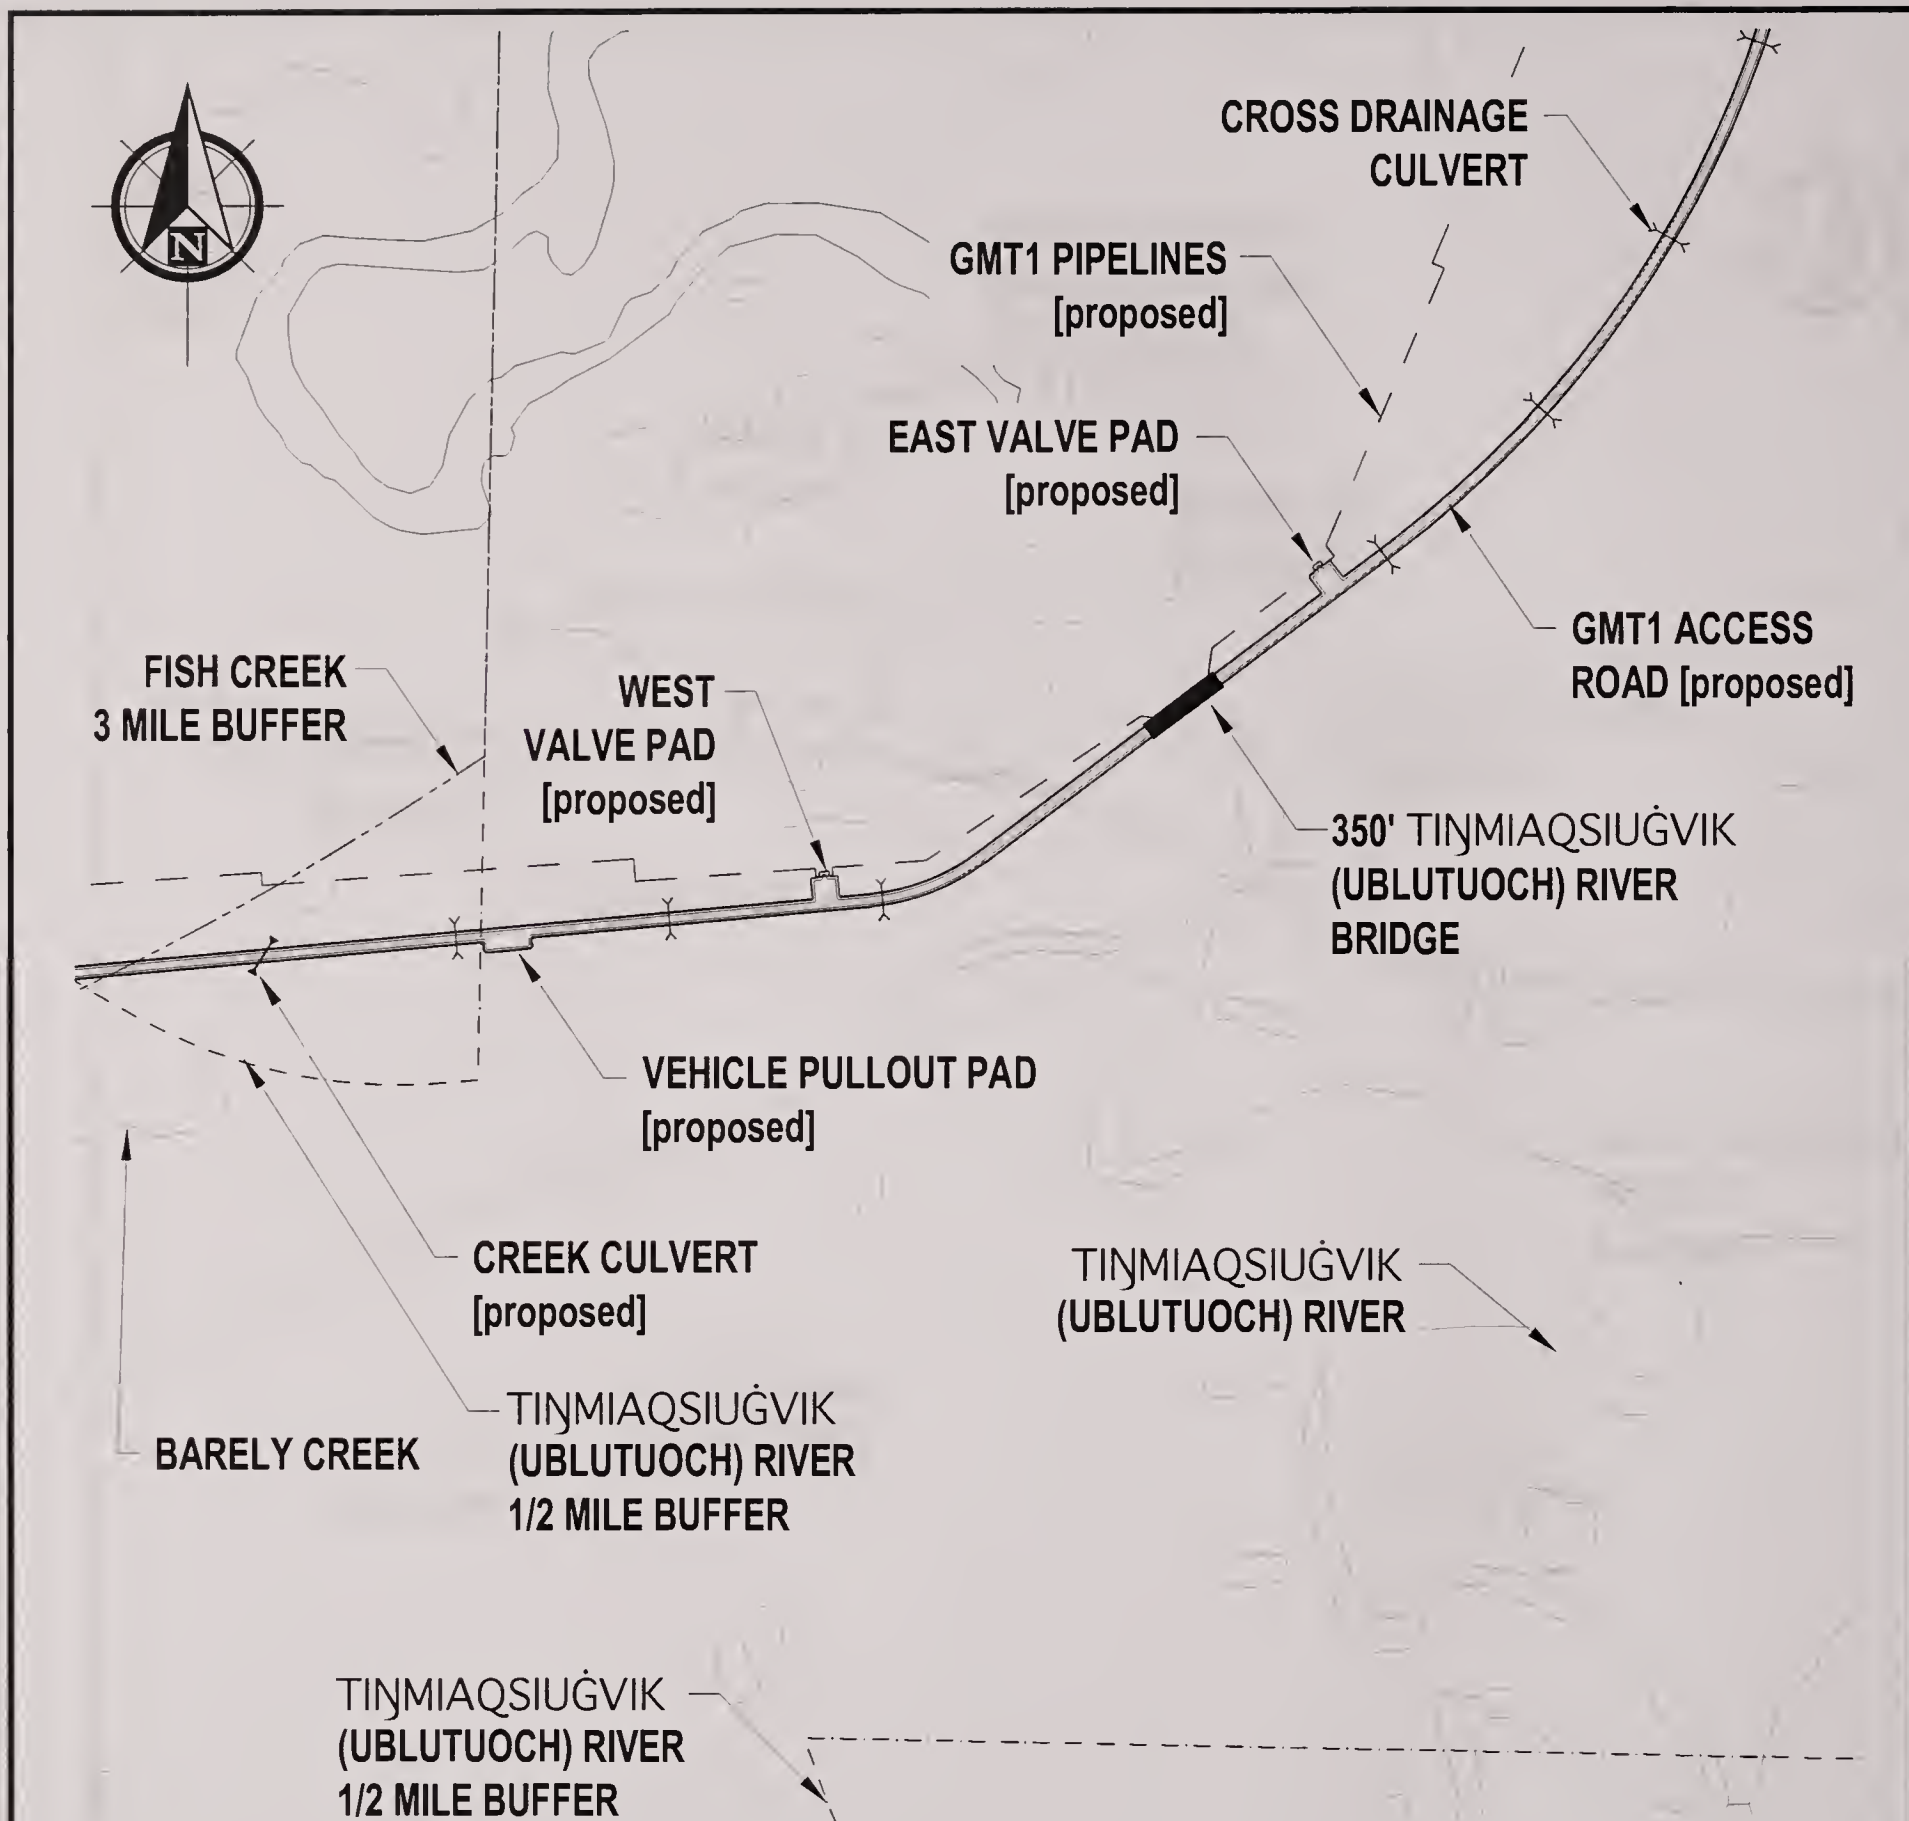 N
CROSS DRAINAGE
CULVERT
GMT1 PIPELINES
[proposed]
EAST VALVE PAD
[proposed]
GMT1 ACCESS
ROAD [proposed]
FISH CREEK
3 MILE BUFFER
WEST
VALVE PAD
[proposed]
350' TIŊMIAQSIUĠVIK
(UBLUTUOCH) RIVER
BRIDGE
VEHICLE PULLOUT PAD
[proposed]
CREEK CULVERT
[proposed]
TIŊMIAQSIUĠVIK
(UBLUTUOCH) RIVER
BARELY CREEK
TIŊMIAQSIUĠVIK
(UBLUTUOCH) RIVER
1/2 MILE BUFFER
TIŊMIAQSIUĠVIK
(UBLUTUOCH) RIVER
1/2 MILE BUFFER